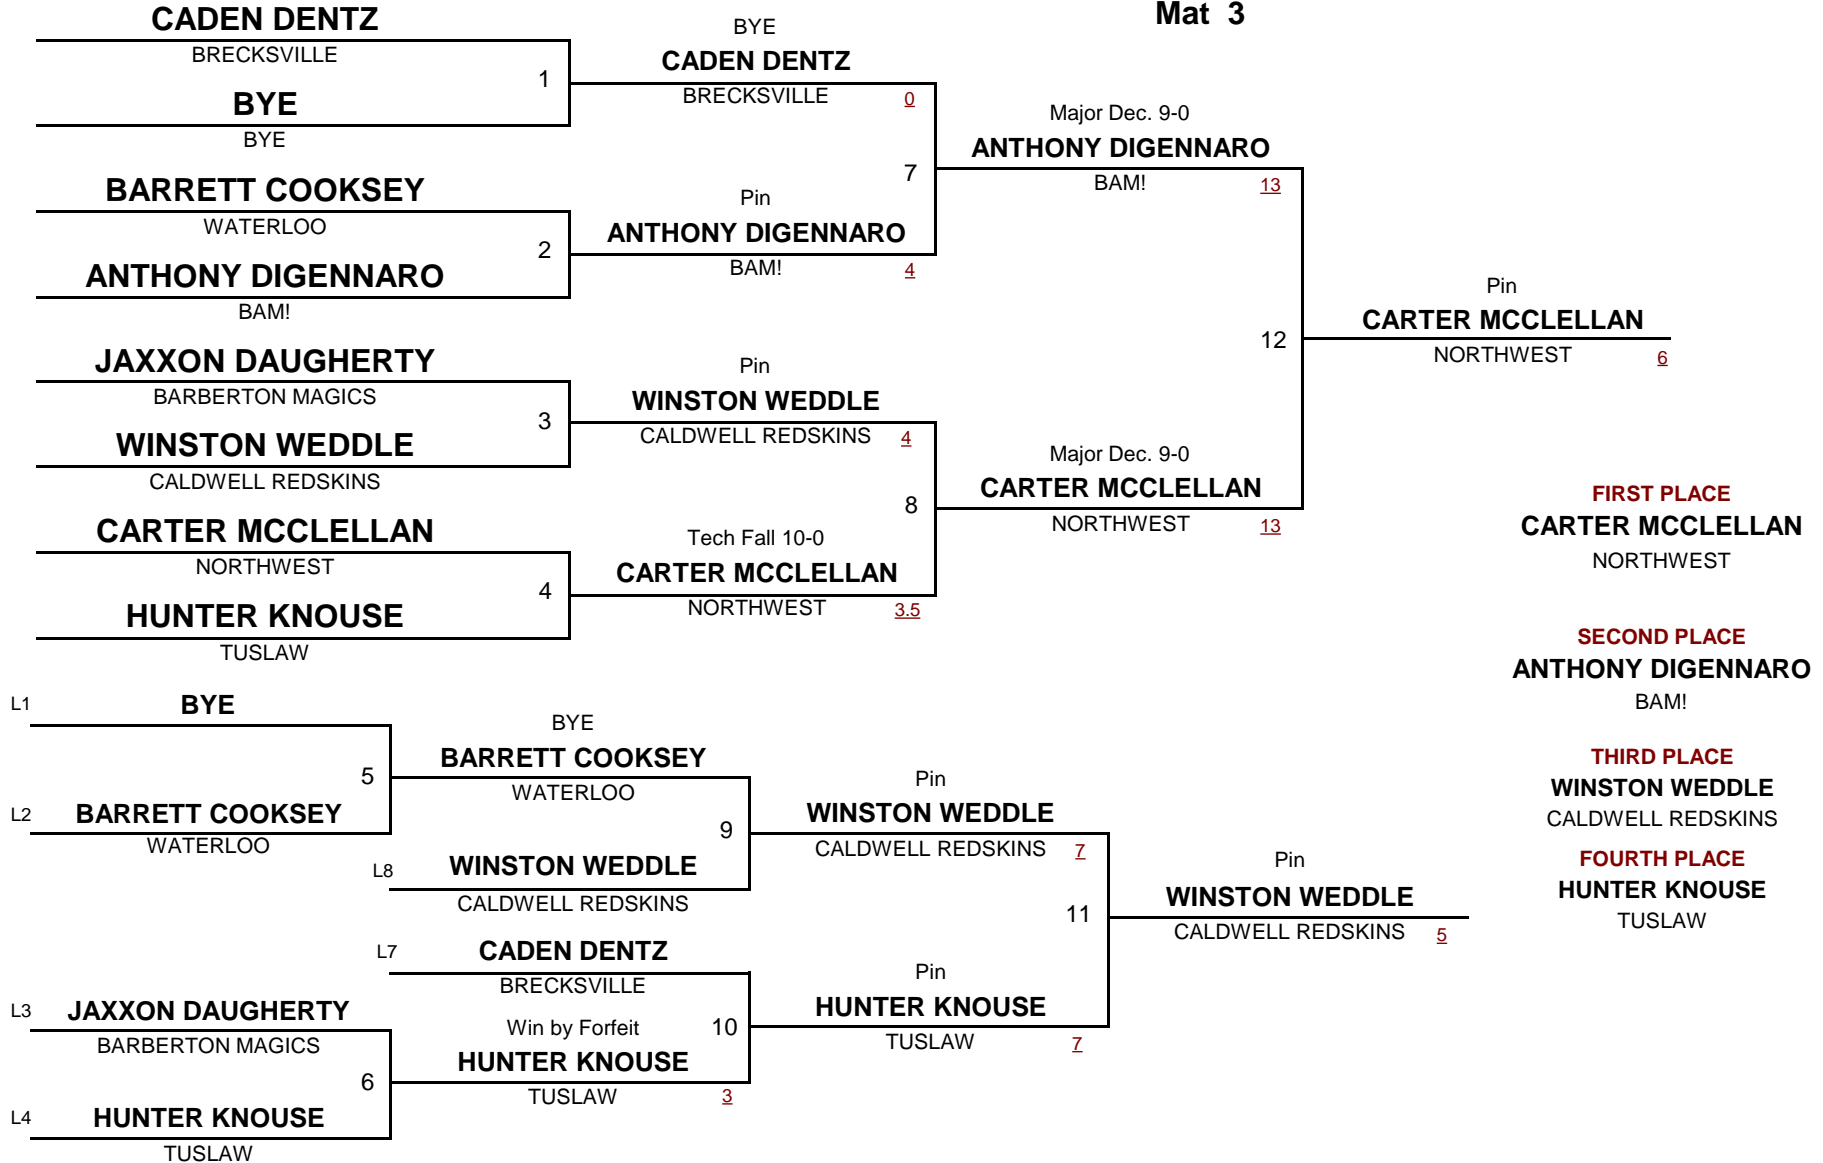 Mat 3
CADEN DENTZ
BRECKSVILLE
1
BYE
BYE
BARRETT COOKSEY
WATERLOO
2
ANTHONY DIGENNARO
BAM!
JAXXON DAUGHERTY
BARBERTON MAGICS
3
WINSTON WEDDLE
CALDWELL REDSKINS
CARTER MCCLELLAN
NORTHWEST
4
HUNTER KNOUSE
TUSLAW
BYE
CADEN DENTZ
BRECKSVILLE 0
7
Pin
ANTHONY DIGENNARO
BAM! 4
Pin
WINSTON WEDDLE
CALDWELL REDSKINS 4
8
Tech Fall 10-0
CARTER MCCLELLAN
NORTHWEST 3.5
Major Dec. 9-0
ANTHONY DIGENNARO
BAM! 13
12
Major Dec. 9-0
CARTER MCCLELLAN
NORTHWEST 13
Pin
CARTER MCCLELLAN
NORTHWEST 6
FIRST PLACE
CARTER MCCLELLAN
NORTHWEST
SECOND PLACE
ANTHONY DIGENNARO
BAM!
THIRD PLACE
WINSTON WEDDLE
CALDWELL REDSKINS
FOURTH PLACE
HUNTER KNOUSE
TUSLAW
L1 BYE
5
L2 BARRETT COOKSEY
WATERLOO
L3 JAXXON DAUGHERTY
BARBERTON MAGICS
6
L4 HUNTER KNOUSE
TUSLAW
BYE
BARRETT COOKSEY
WATERLOO
9
L8 WINSTON WEDDLE
CALDWELL REDSKINS
L7 CADEN DENTZ
BRECKSVILLE
Win by Forfeit 10
HUNTER KNOUSE
TUSLAW 3
Pin
WINSTON WEDDLE
CALDWELL REDSKINS 7
11
Pin
HUNTER KNOUSE
TUSLAW 7
Pin
WINSTON WEDDLE
CALDWELL REDSKINS 5